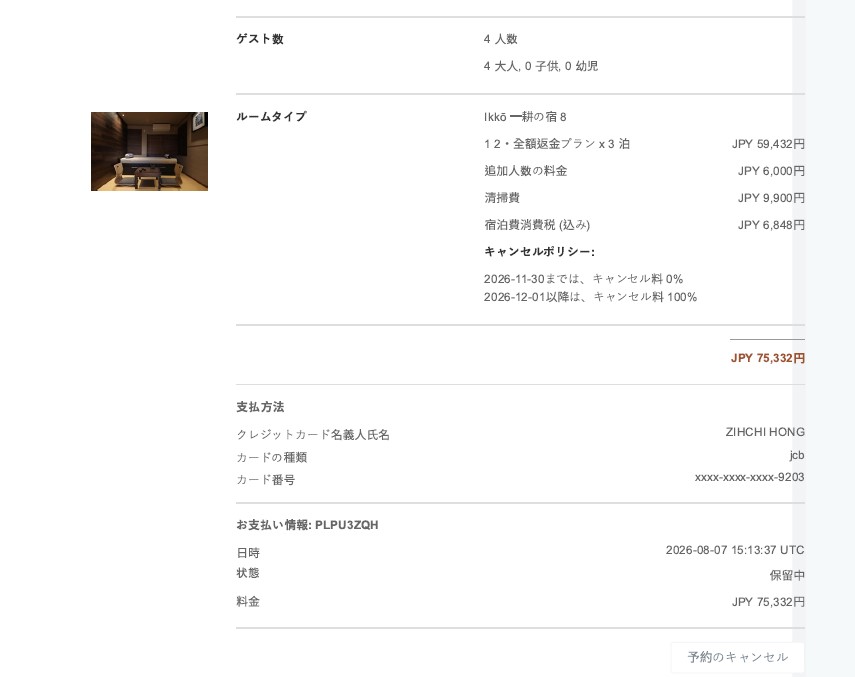 ゲスト数 4 人数
4 大人, 0 子供, 0 幼児
ルームタイプ Ikkō 一耕の宿 8
1 2・全額返金プラン x 3 泊 JPY 59,432円
追加人数の料金 JPY 6,000円
清掃費 JPY 9,900円
宿泊費消費税 (込み) JPY 6,848円
キャンセルポリシー:
2026-11-30までは、キャンセル料 0%
2026-12-01以降は、キャンセル料 100%
JPY 75,332円
支払方法
クレジットカード名義人氏名 ZIHCHI HONG
カードの種類 jcb
カード番号 xxxx-xxxx-xxxx-9203
お支払い情報: PLPU3ZQH
日時 2026-08-07 15:13:37 UTC
状態 保留中
料金 JPY 75,332円
予約のキャンセル